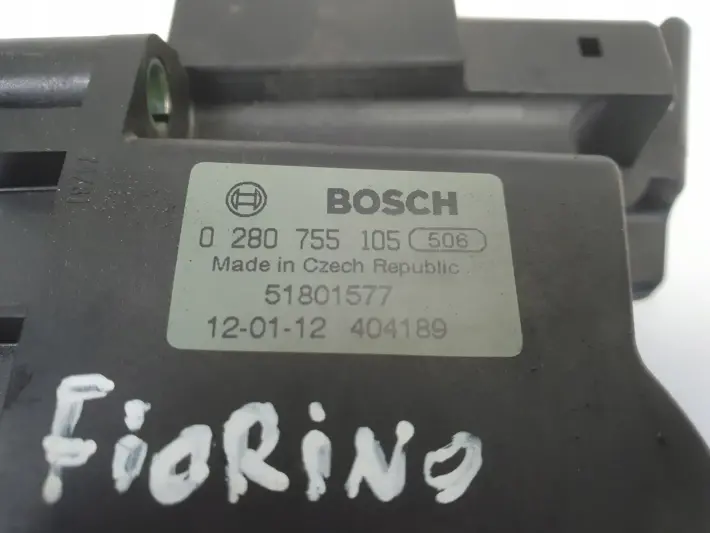 BOSCH
0 280 755 105 506
Made in Czech Republic
51801577
12-01-12 404189
FiORiNO